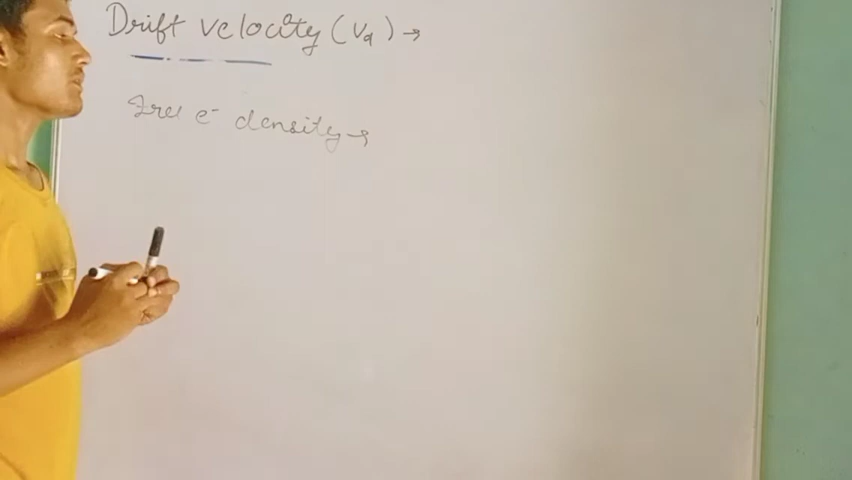 Drift velocity (Vd) →
Free e⁻ density →